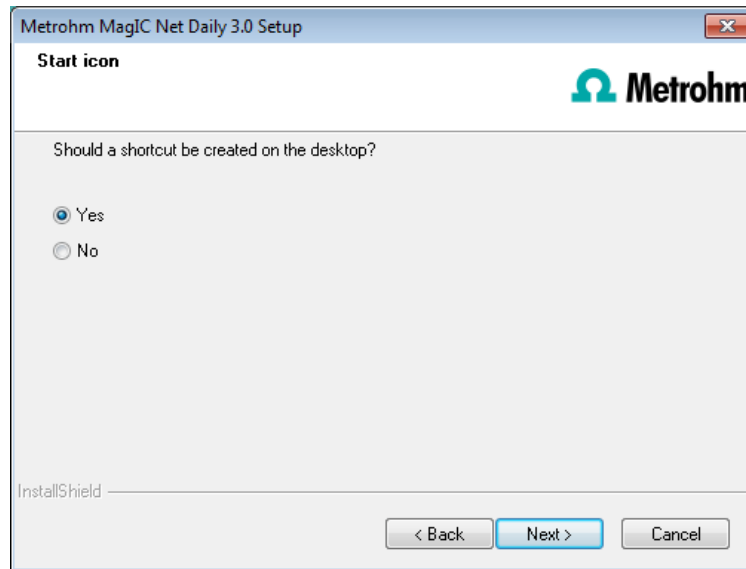 Metrohm MagIC Net Daily 3.0 Setup
Start icon
Metrohm
Should a shortcut be created on the desktop?
Yes
No
InstallShield
< Back
Next >
Cancel